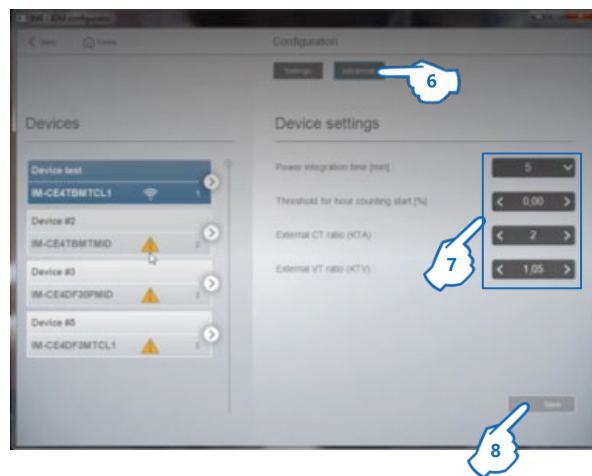 Configuration
Settings
Advanced
6
Devices
Device settings
Device test
IM-CE4TBMTCL1 1
Device #2
IM-CE4TBMTMID 2
Device #3
IM-CE4DF30PMID 3
Device #5
IM-CE4DF3MTCL1 5
Power integration time [min]
5
Threshold for hour counting start [%]
0,00
External CT ratio (KTA)
2
External VT ratio (KTV)
1,05
7
Save
8